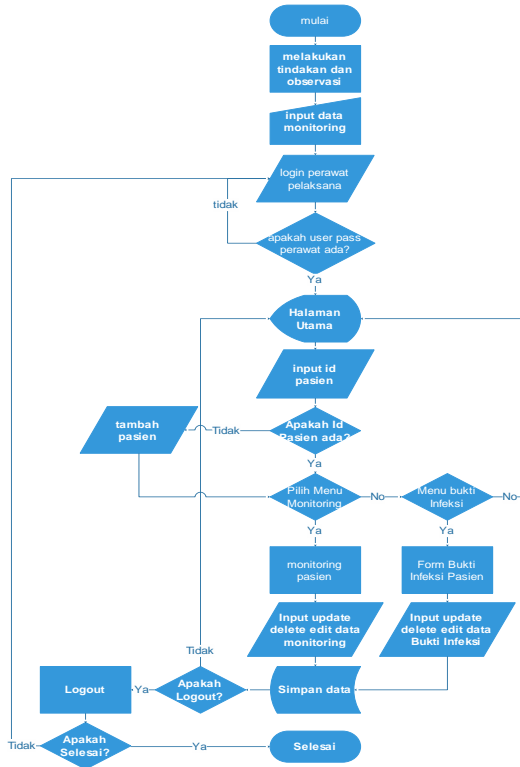 mulai
melakukan
tindakan dan
observasi
input data
monitoring
login perawat
pelaksana
tidak
apakah user pass
perawat ada?
Ya
Halaman
Utama
input id
pasien
tambah
pasien
Tidak
Apakah Id
Pasien ada?
Ya
Pilih Menu
Monitoring
No
Menu bukti
Infeksi
No
Ya
Ya
monitoring
pasien
Form Bukti
Infeksi Pasien
Input update
delete edit data
monitoring
Input update
delete edit data
Bukti Infeksi
Tidak
Logout
Ya
Apakah
Logout?
Simpan data
Tidak
Apakah
Selesai?
Ya
Selesai